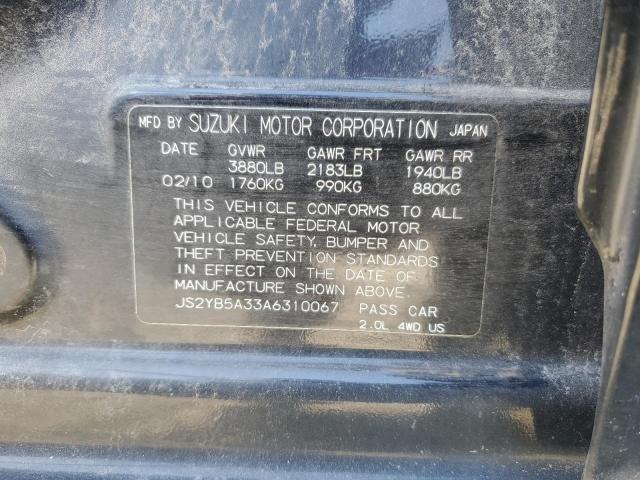 MFD BY SUZUKI MOTOR CORPORATION JAPAN
DATE GVWR GAWR FRT GAWR RR
3880LB 2183LB 1940LB
02/10 1760KG 990KG 880KG
THIS VEHICLE CONFORMS TO ALL
APPLICABLE FEDERAL MOTOR
VEHICLE SAFETY, BUMPER AND
THEFT PREVENTION STANDARDS
IN EFFECT ON THE DATE OF
MANUFACTURE SHOWN ABOVE.
JS2YB5A33A6310067 PASS CAR
2.0L 4WD US